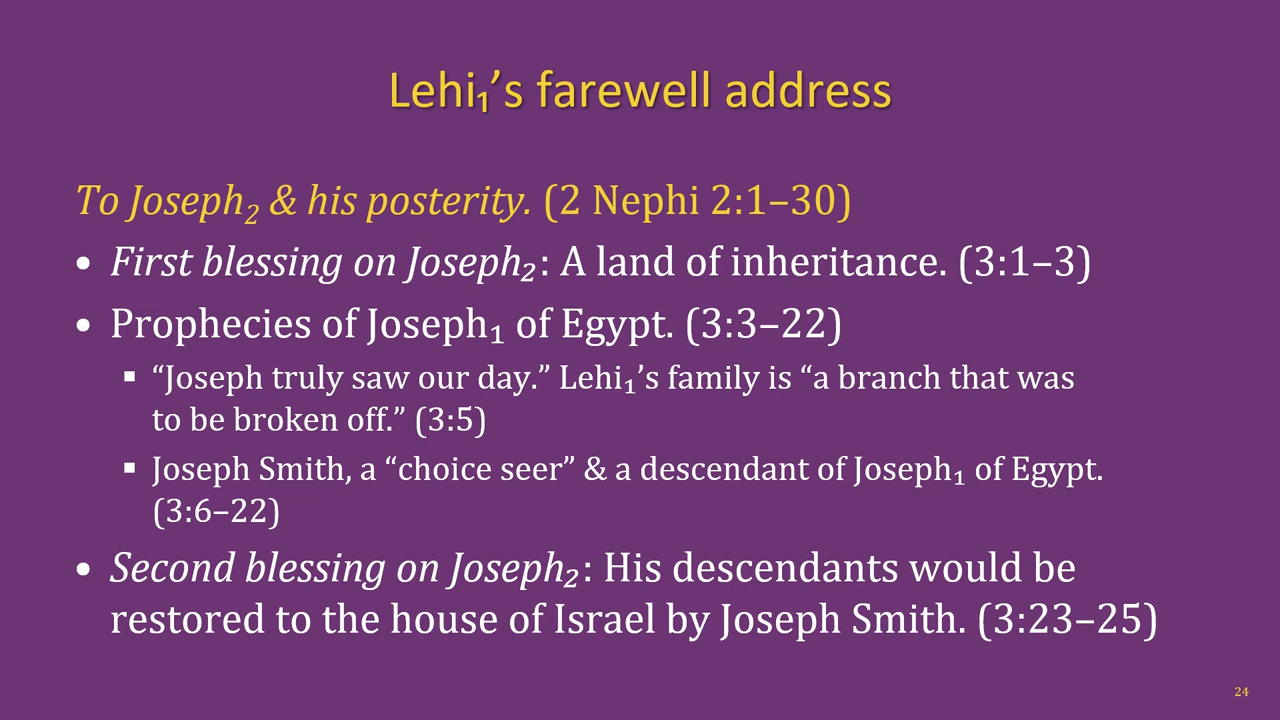 Lehi₁’s farewell address
To Joseph₂ & his posterity. (2 Nephi 2:1–30)
• First blessing on Joseph₂: A land of inheritance. (3:1–3)
• Prophecies of Joseph₁ of Egypt. (3:3–22)
▪ “Joseph truly saw our day.” Lehi₁’s family is “a branch that was
to be broken off.” (3:5)
▪ Joseph Smith, a “choice seer” & a descendant of Joseph₁ of Egypt.
(3:6–22)
• Second blessing on Joseph₂: His descendants would be
restored to the house of Israel by Joseph Smith. (3:23–25)
24